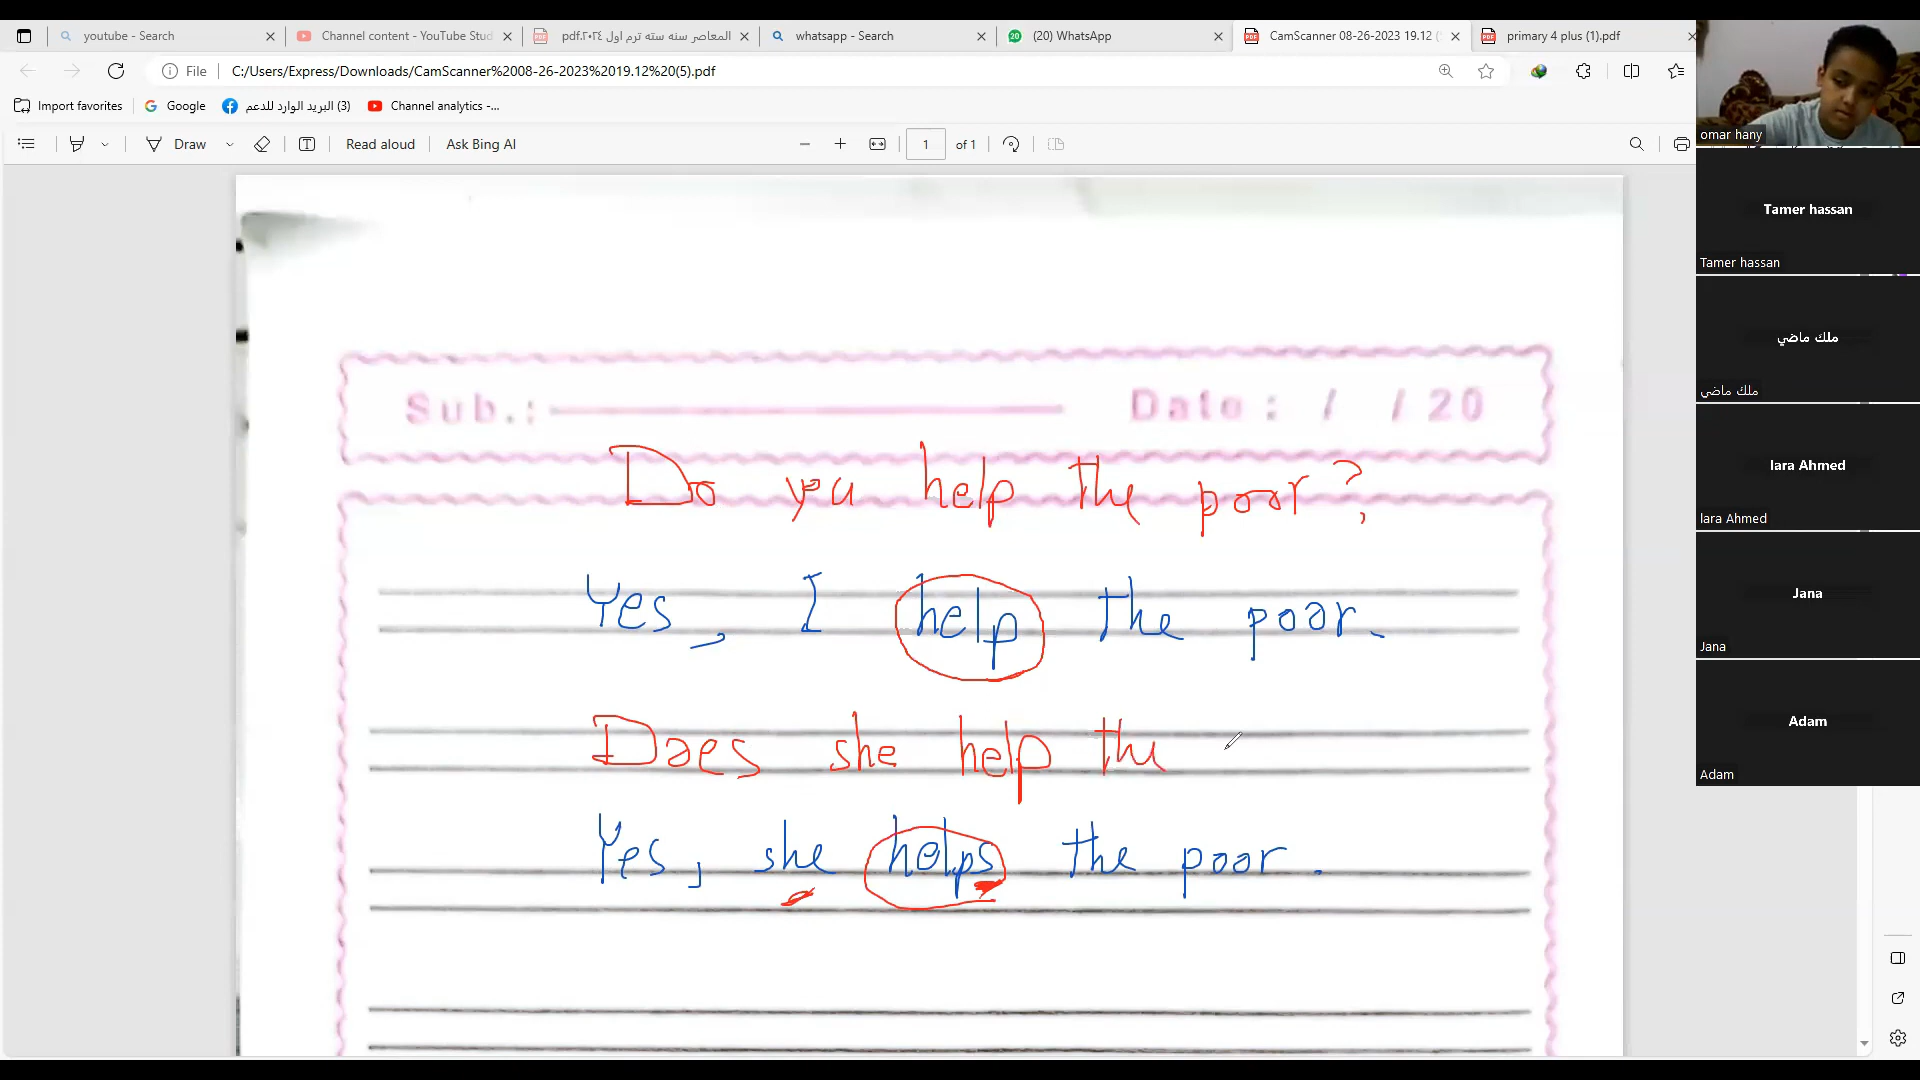 youtube - Search
Channel content - YouTube Stud
المعاصر سنه سته ترم اول ٢٠٢٤.pdf
whatsapp - Search
(20) WhatsApp
CamScanner 08-26-2023 19.12 (
primary 4 plus (1).pdf
File
C:/Users/Express/Downloads/CamScanner%2008-26-2023%2019.12%20(5).pdf
Import favorites
Google
(3) البريد الوارد للدعم
Channel analytics -...
Draw
Read aloud
Ask Bing AI
1
of 1
omar hany
Tamer hassan
Tamer hassan
ملك ماضي
ملك ماضي
lara Ahmed
lara Ahmed
Jana
Jana
Adam
Adam
Sub.:
Date : / / 20
Do you help the poor?
Yes, I help the poor.
Does she help the
Yes, she helps the poor.